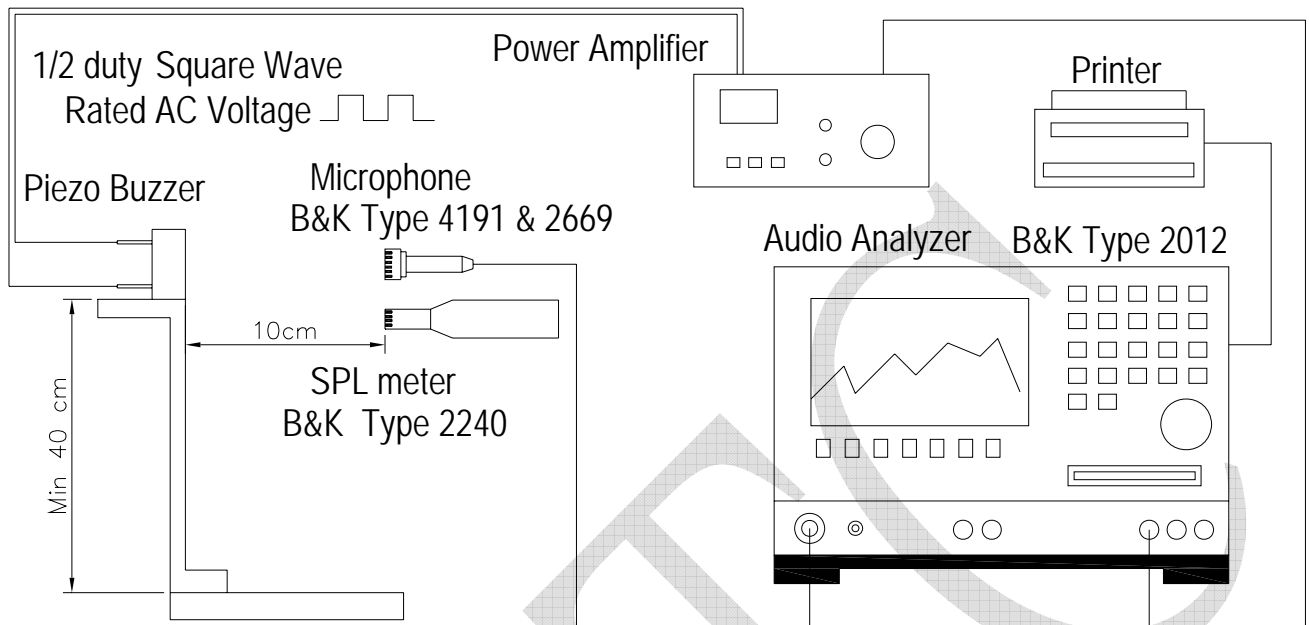 1/2 duty Square Wave
Rated AC Voltage
Power Amplifier
Printer
Piezo Buzzer
Microphone
B&K Type 4191 & 2669
Audio Analyzer B&K Type 2012
10cm
SPL meter
B&K Type 2240
Min 40 cm